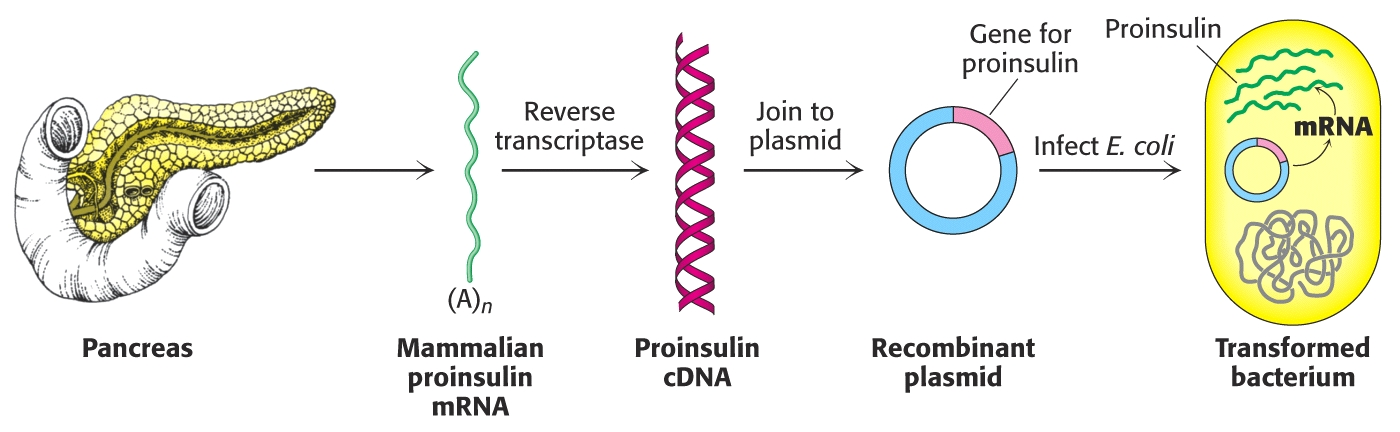 Pancreas
(A)n
Mammalian
proinsulin
mRNA
Reverse
transcriptase
Proinsulin
cDNA
Join to
plasmid
Gene for
proinsulin
Recombinant
plasmid
Infect E. coli
Proinsulin
mRNA
Transformed
bacterium